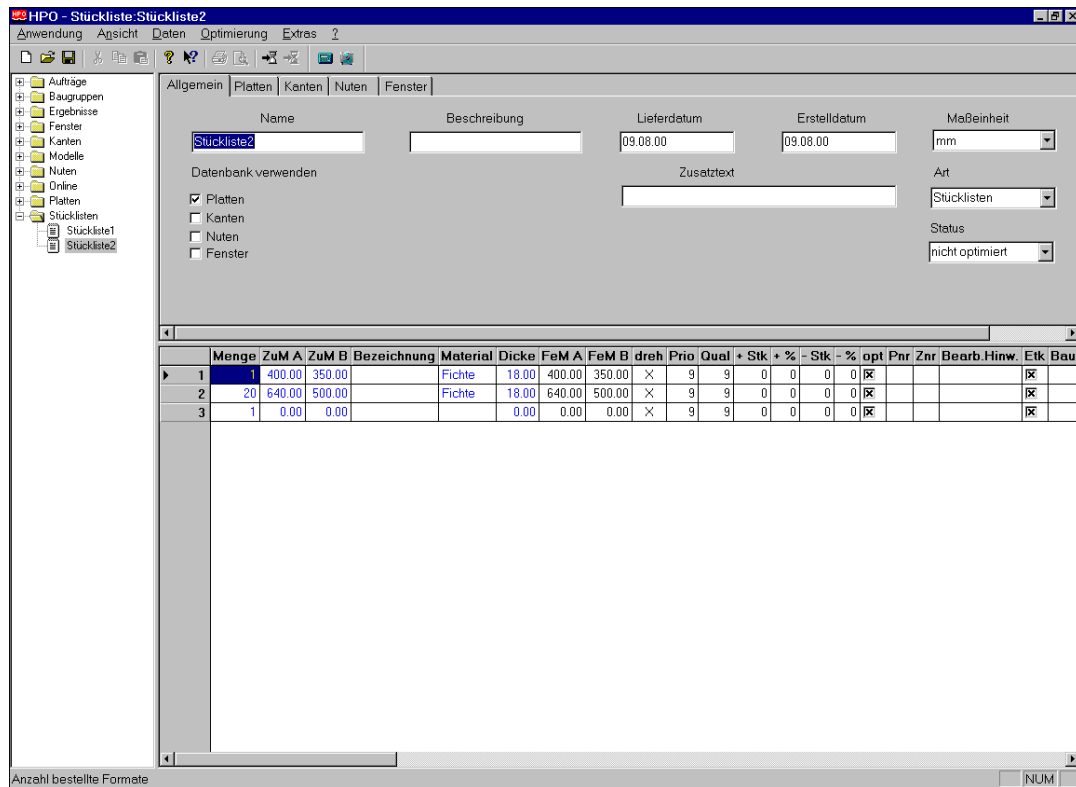 HPO - Stückliste:Stückliste2
Anwendung Ansicht Daten Optimierung Extras ?
Aufträge
Baugruppen
Ergebnisse
Fenster
Kanten
Modelle
Nuten
Online
Platten
Stücklisten
Stückliste1
Stückliste2
Allgemein Platten Kanten Nuten Fenster
Name Beschreibung Lieferdatum Erstelldatum Maßeinheit
Stückliste2 09.08.00 09.08.00 mm
Datenbank verwenden Zusatztext Art
Platten Stücklisten
Kanten
Nuten Status
Fenster nicht optimiert
Menge ZuM A ZuM B Bezeichnung Material Dicke FeM A FeM B dreh Prio Qual + Stk + % - Stk - % opt Pnr Znr Bearb.Hinw. Etk Bau
1 1 400.00 350.00 Fichte 18.00 400.00 350.00 X 9 9 0 0 0 0
2 20 640.00 500.00 Fichte 18.00 640.00 500.00 X 9 9 0 0 0 0
3 1 0.00 0.00 0.00 0.00 0.00 X 9 9 0 0 0 0
Anzahl bestellte Formate NUM